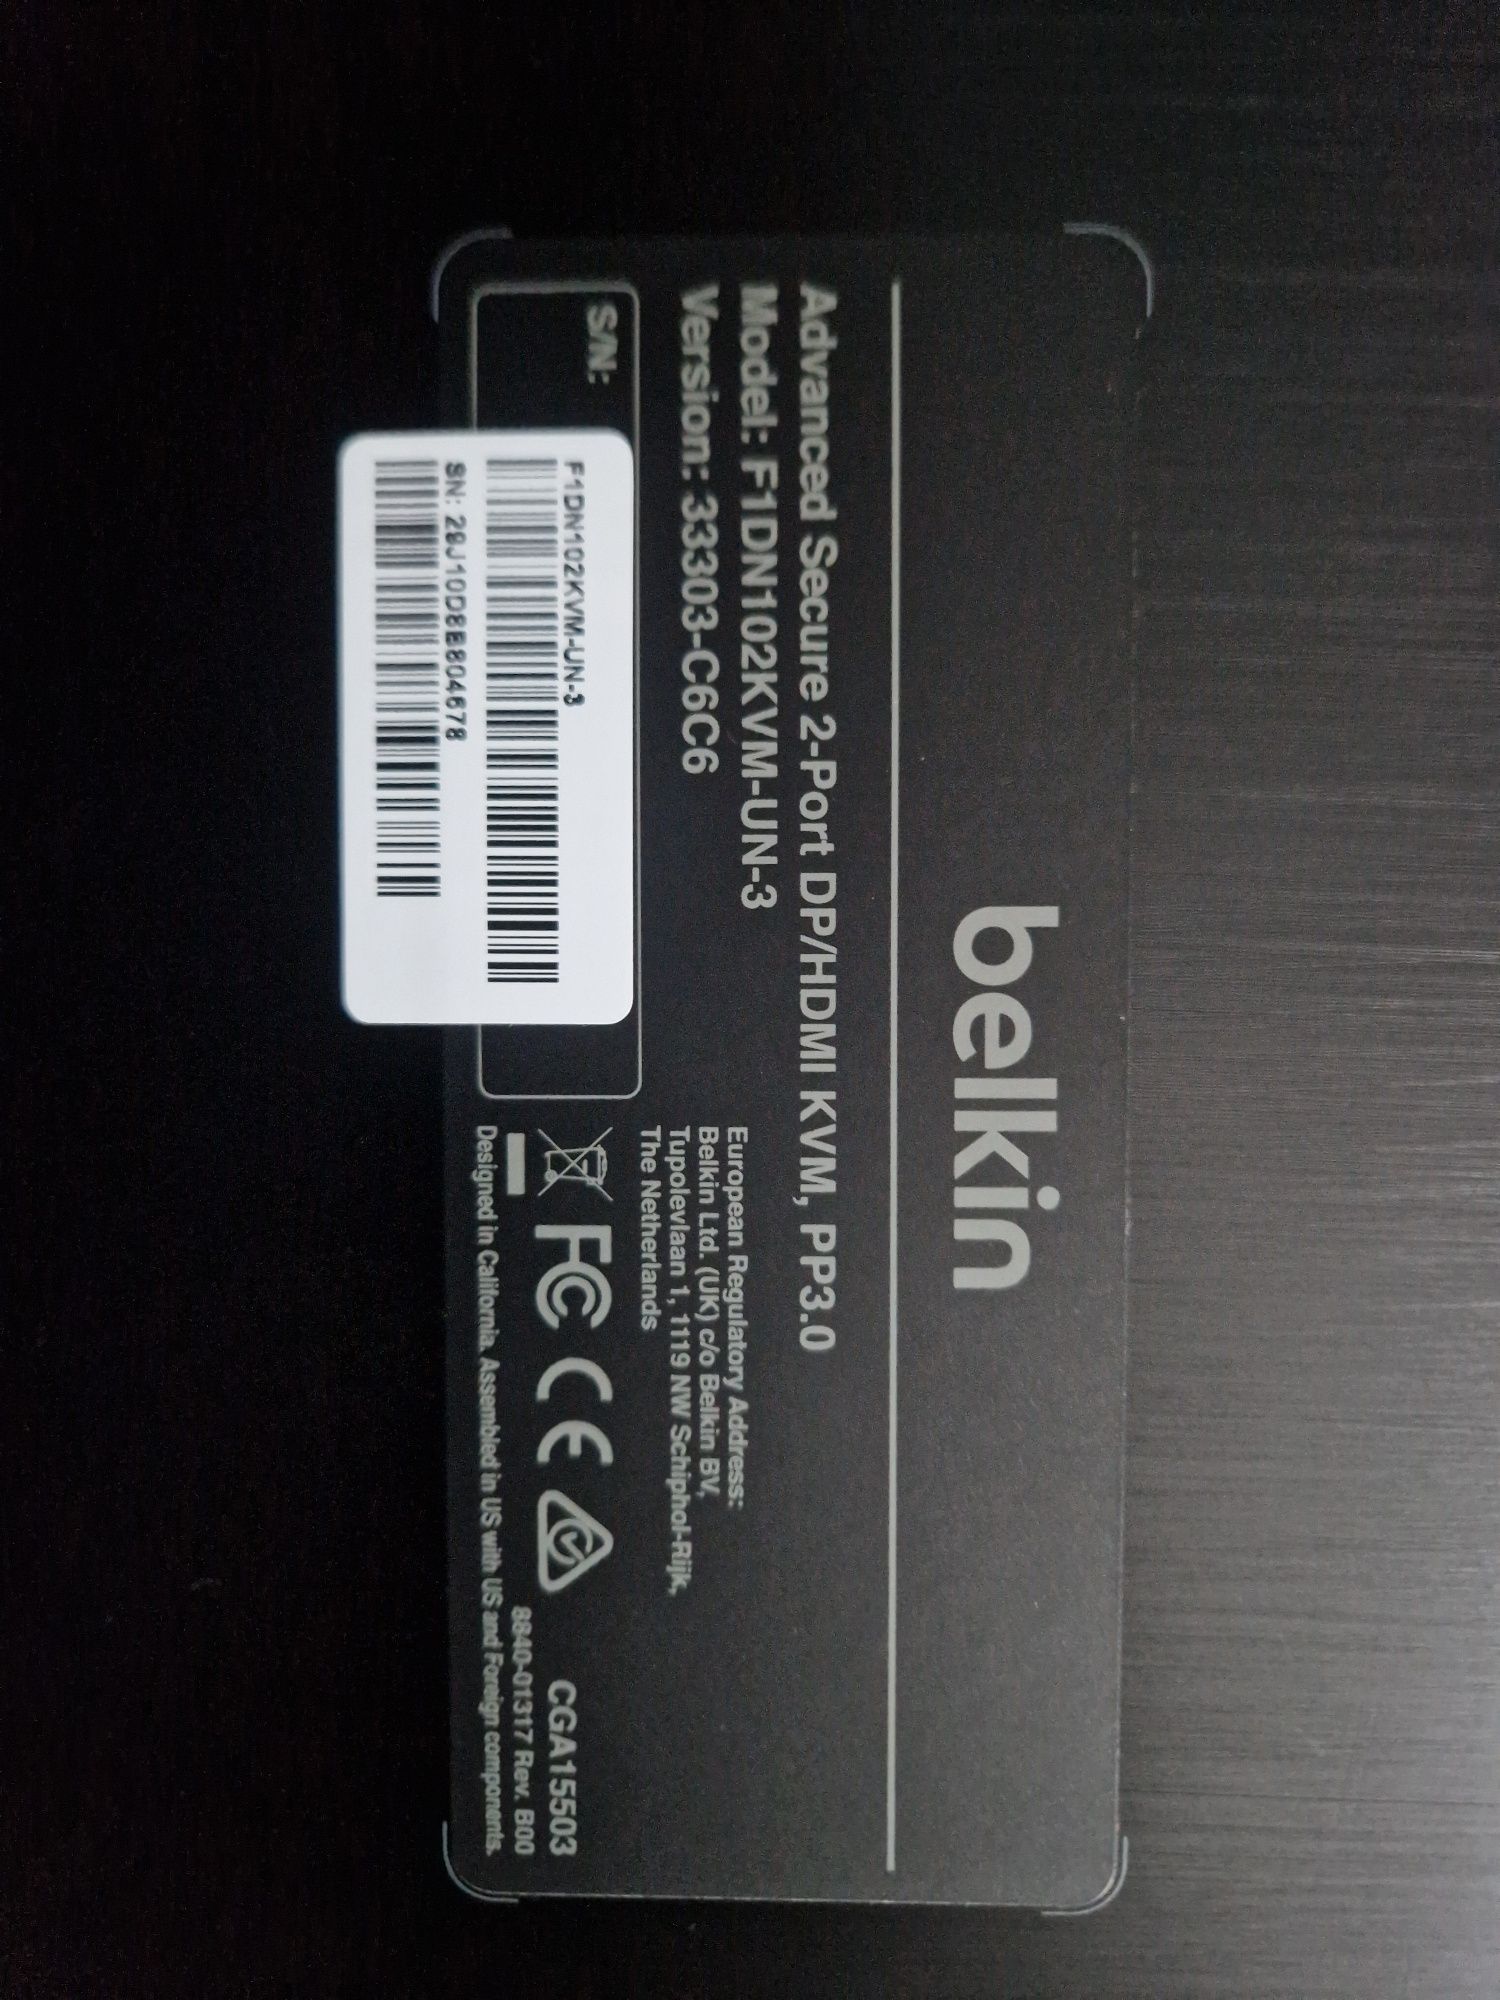 belkin
Advanced Secure 2-Port DP/HDMI KVM, PP3.0
Model: F1DN102KVM-UN-3
Version: 33303-C6C6
S/N:
F1DN102KVM-UN-3
SN: 29J10D8B804678
European Regulatory Address:
Belkin Ltd. (UK) c/o Belkin BV,
Tupolevlaan 1, 1119 NW Schiphol-Rijk,
The Netherlands
FC CE
CGA15503
8840-01317 Rev. B00
Designed in California. Assembled in US with US and Foreign components.